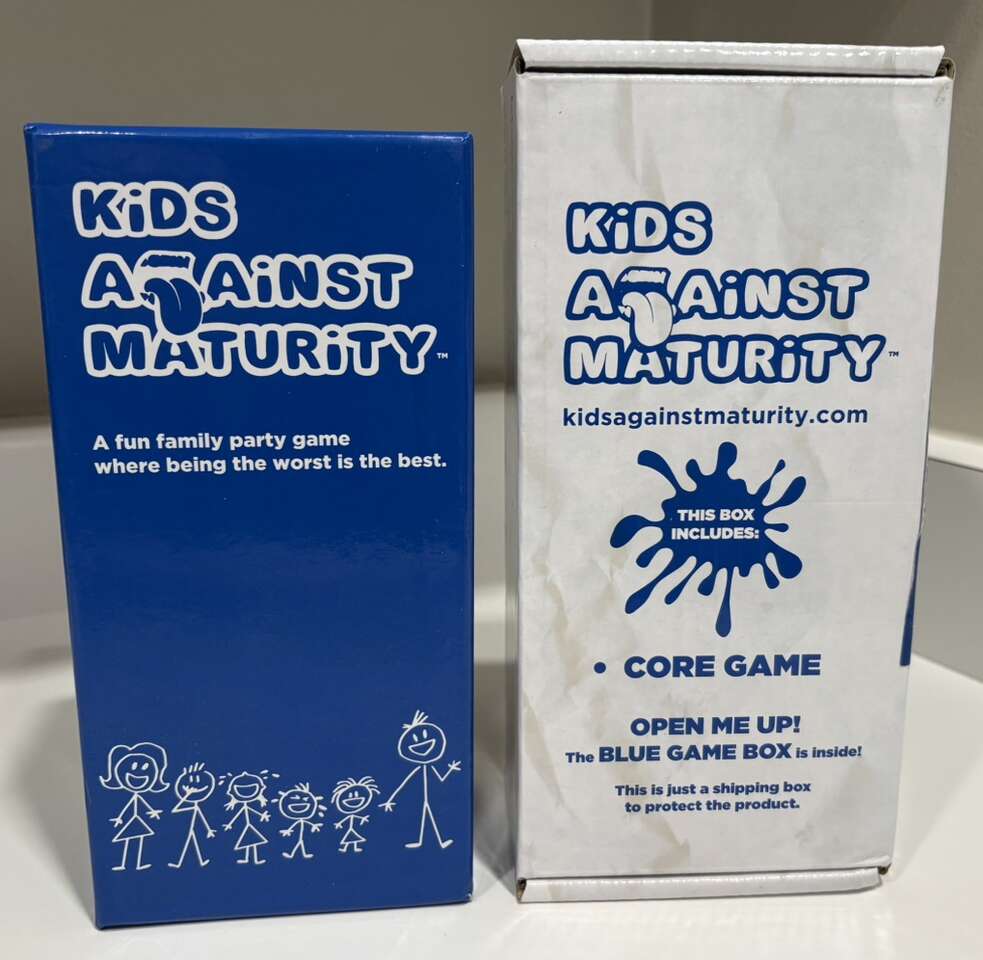 KiDS
AGAiNST
MATURiTY™
A fun family party game
where being the worst is the best.
KiDS
AGAiNST
MATURiTY™
kidsagainstmaturity.com
THIS BOX
INCLUDES:
• CORE GAME
OPEN ME UP!
The BLUE GAME BOX is inside!
This is just a shipping box
to protect the product.